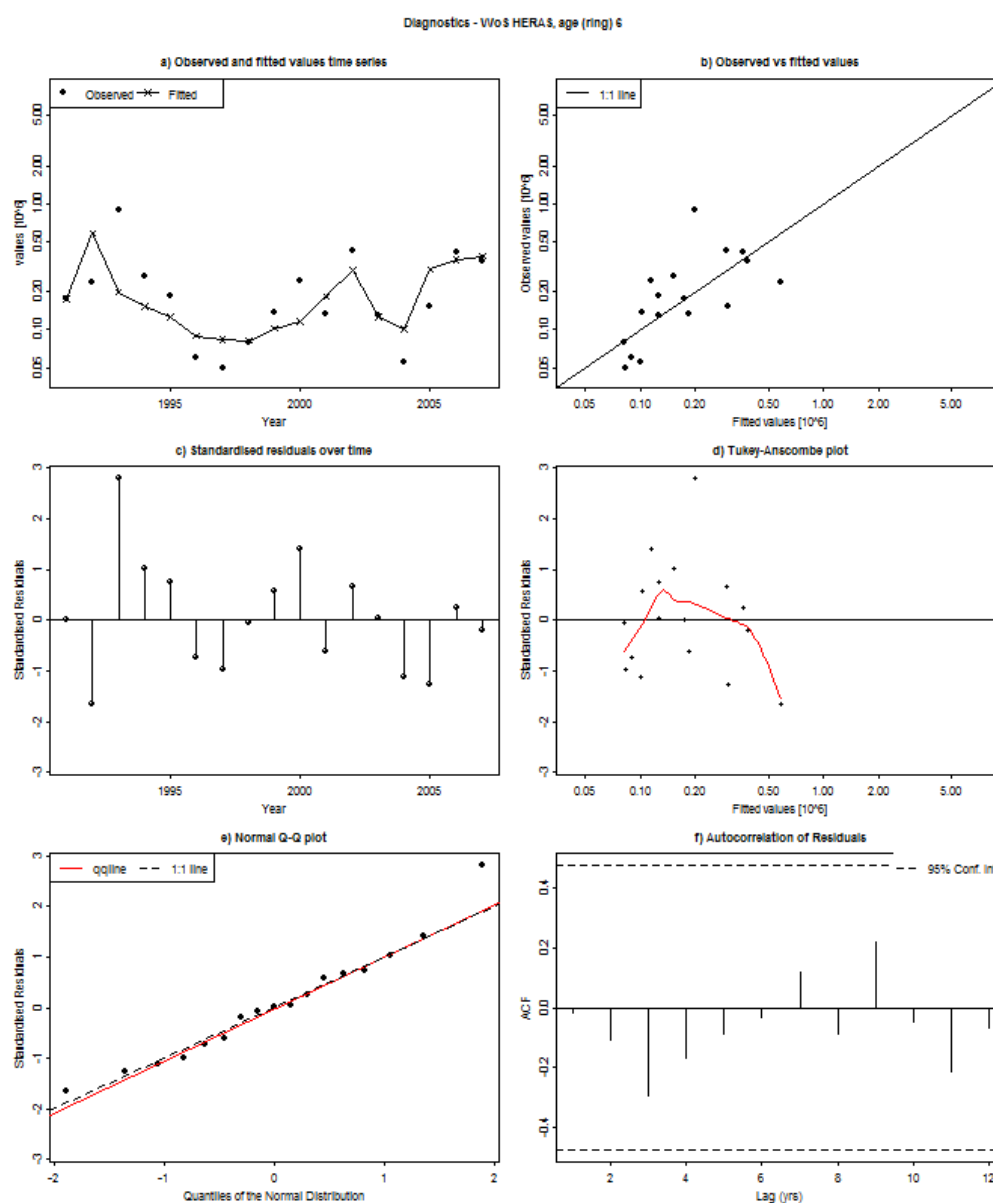 Diagnostics - WoS HERAS, age (ring) 6
a) Observed and fitted values time series
Observed Fitted
values [10^6]
5.00
2.00
1.00
0.50
0.20
0.10
0.05
1995 2000 2005
Year
b) Observed vs fitted values
1:1 line
Observed values [10^6]
5.00
2.00
1.00
0.50
0.20
0.10
0.05
0.05 0.10 0.20 0.50 1.00 2.00 5.00
Fitted values [10^6]
c) Standardised residuals over time
Standardised Residuals
3
2
1
0
-1
-2
-3
1995 2000 2005
Year
d) Tukey-Anscombe plot
Standardised Residuals
3
2
1
0
-1
-2
-3
0.05 0.10 0.20 0.50 1.00 2.00 5.00
Fitted values [10^6]
e) Normal Q-Q plot
qqline 1:1 line
Standardised Residuals
3
2
1
0
-1
-2
-3
-2 -1 0 1 2
Quantiles of the Normal Distribution
f) Autocorrelation of Residuals
95% Conf. In
ACF
0.4
0.2
0.0
-0.2
-0.4
2 4 6 8 10 12
Lag (yrs)